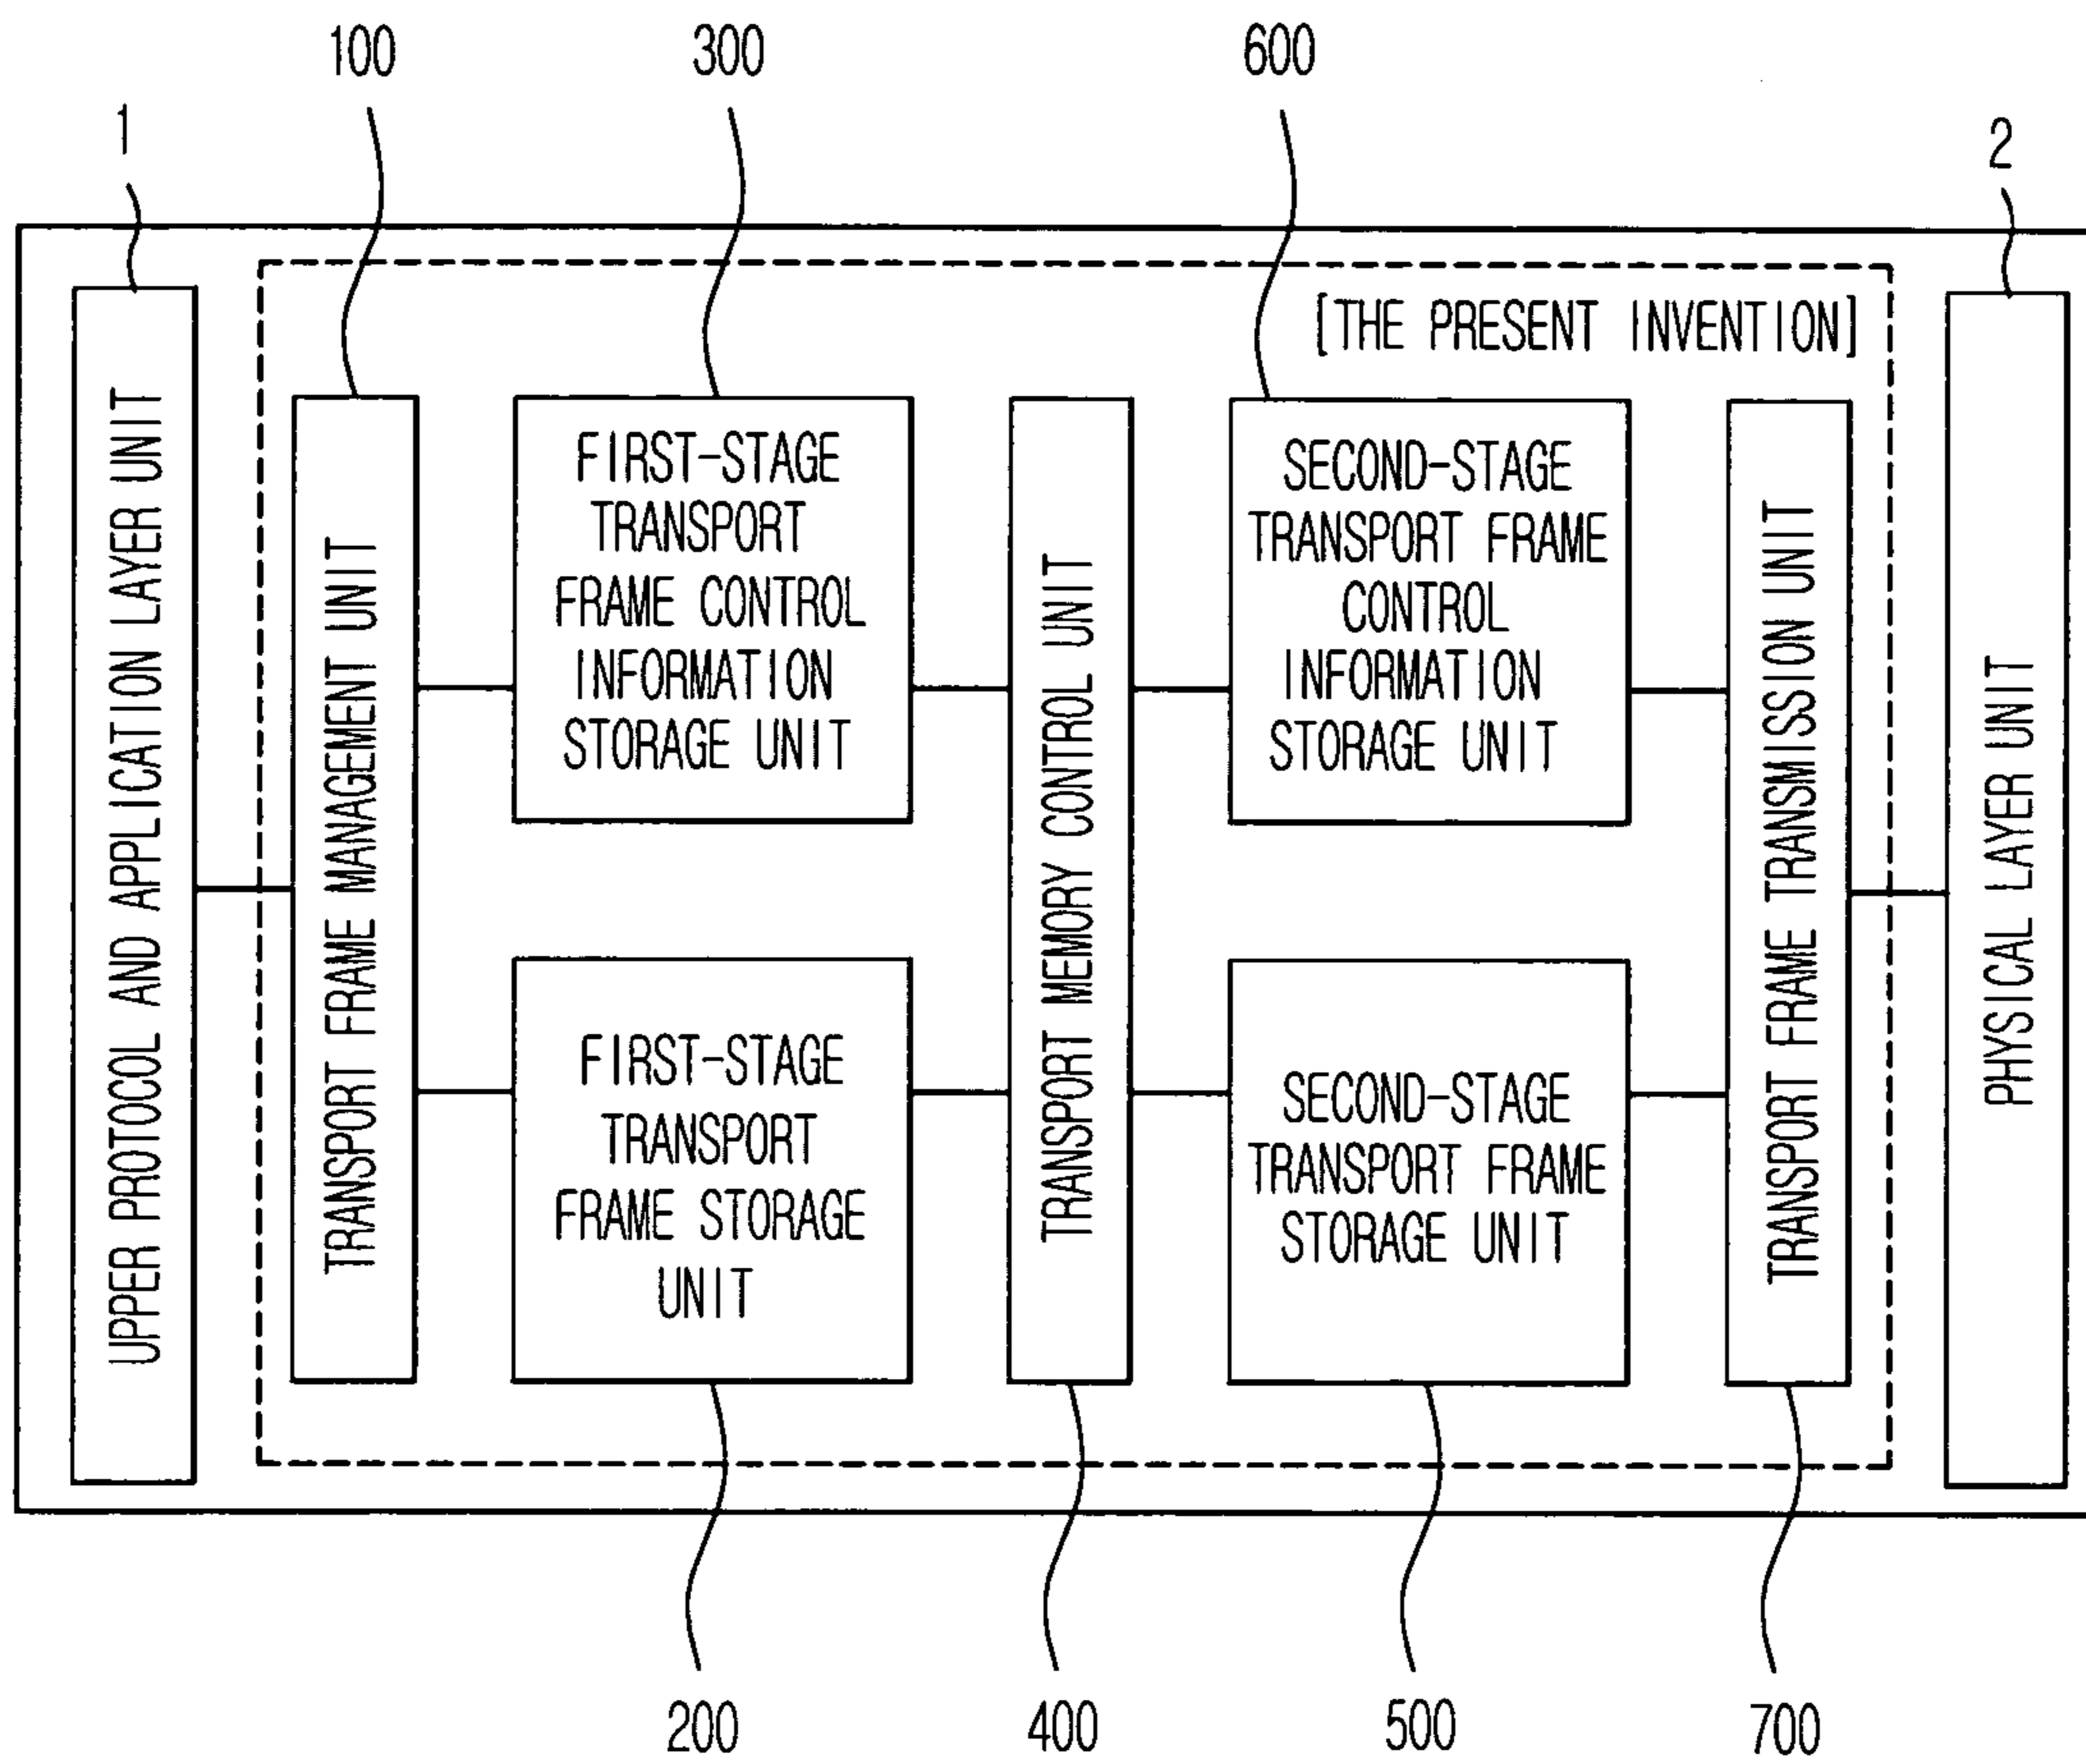 100
300
600
1
2
[THE PRESENT INVENTION]
UPPER PROTOCOL AND APPLICATION LAYER UNIT
TRANSPORT FRAME MANAGEMENT UNIT
FIRST-STAGE
TRANSPORT
FRAME CONTROL
INFORMATION
STORAGE UNIT
FIRST-STAGE
TRANSPORT
FRAME STORAGE
UNIT
TRANSPORT MEMORY CONTROL UNIT
SECOND-STAGE
TRANSPORT FRAME
CONTROL
INFORMATION
STORAGE UNIT
SECOND-STAGE
TRANSPORT FRAME
STORAGE UNIT
TRANSPORT FRAME TRANSMISSION UNIT
PHYSICAL LAYER UNIT
200
400
500
700